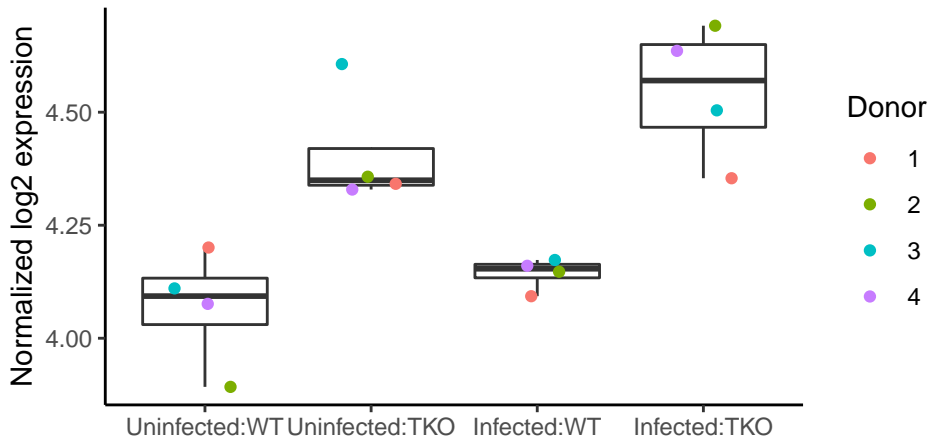 Normalized log2 expression
4.50
4.25
4.00
Uninfected:WT Uninfected:TKO Infected:WT Infected:TKO
Donor
1
2
3
4